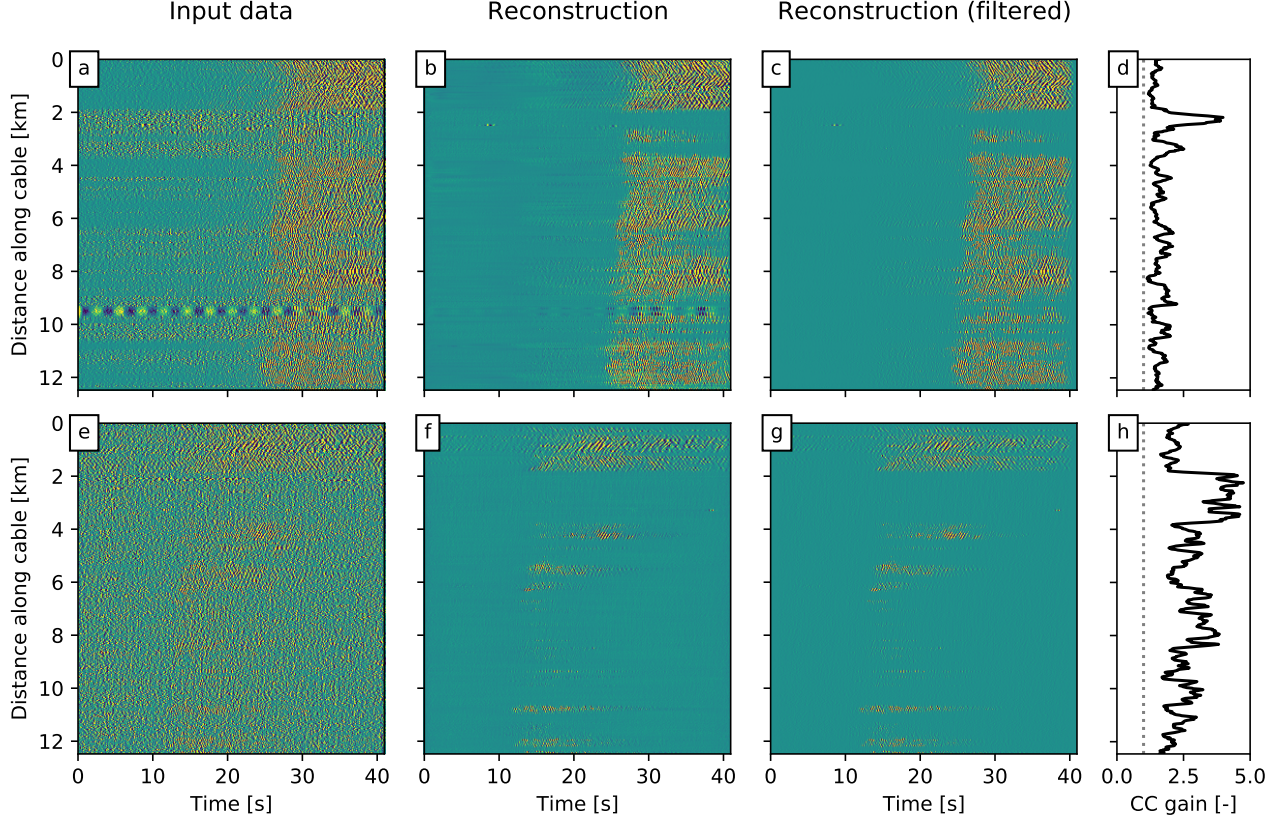 Input data
Reconstruction
Reconstruction (filtered)
a
b
c
d
0
2
4
6
8
10
12
Distance along cable [km]
e
f
g
h
0
2
4
6
8
10
12
Distance along cable [km]
0 10 20 30 40
0 10 20 30 40
0 10 20 30 40
0.0 2.5 5.0
Time [s]
Time [s]
Time [s]
CC gain [-]